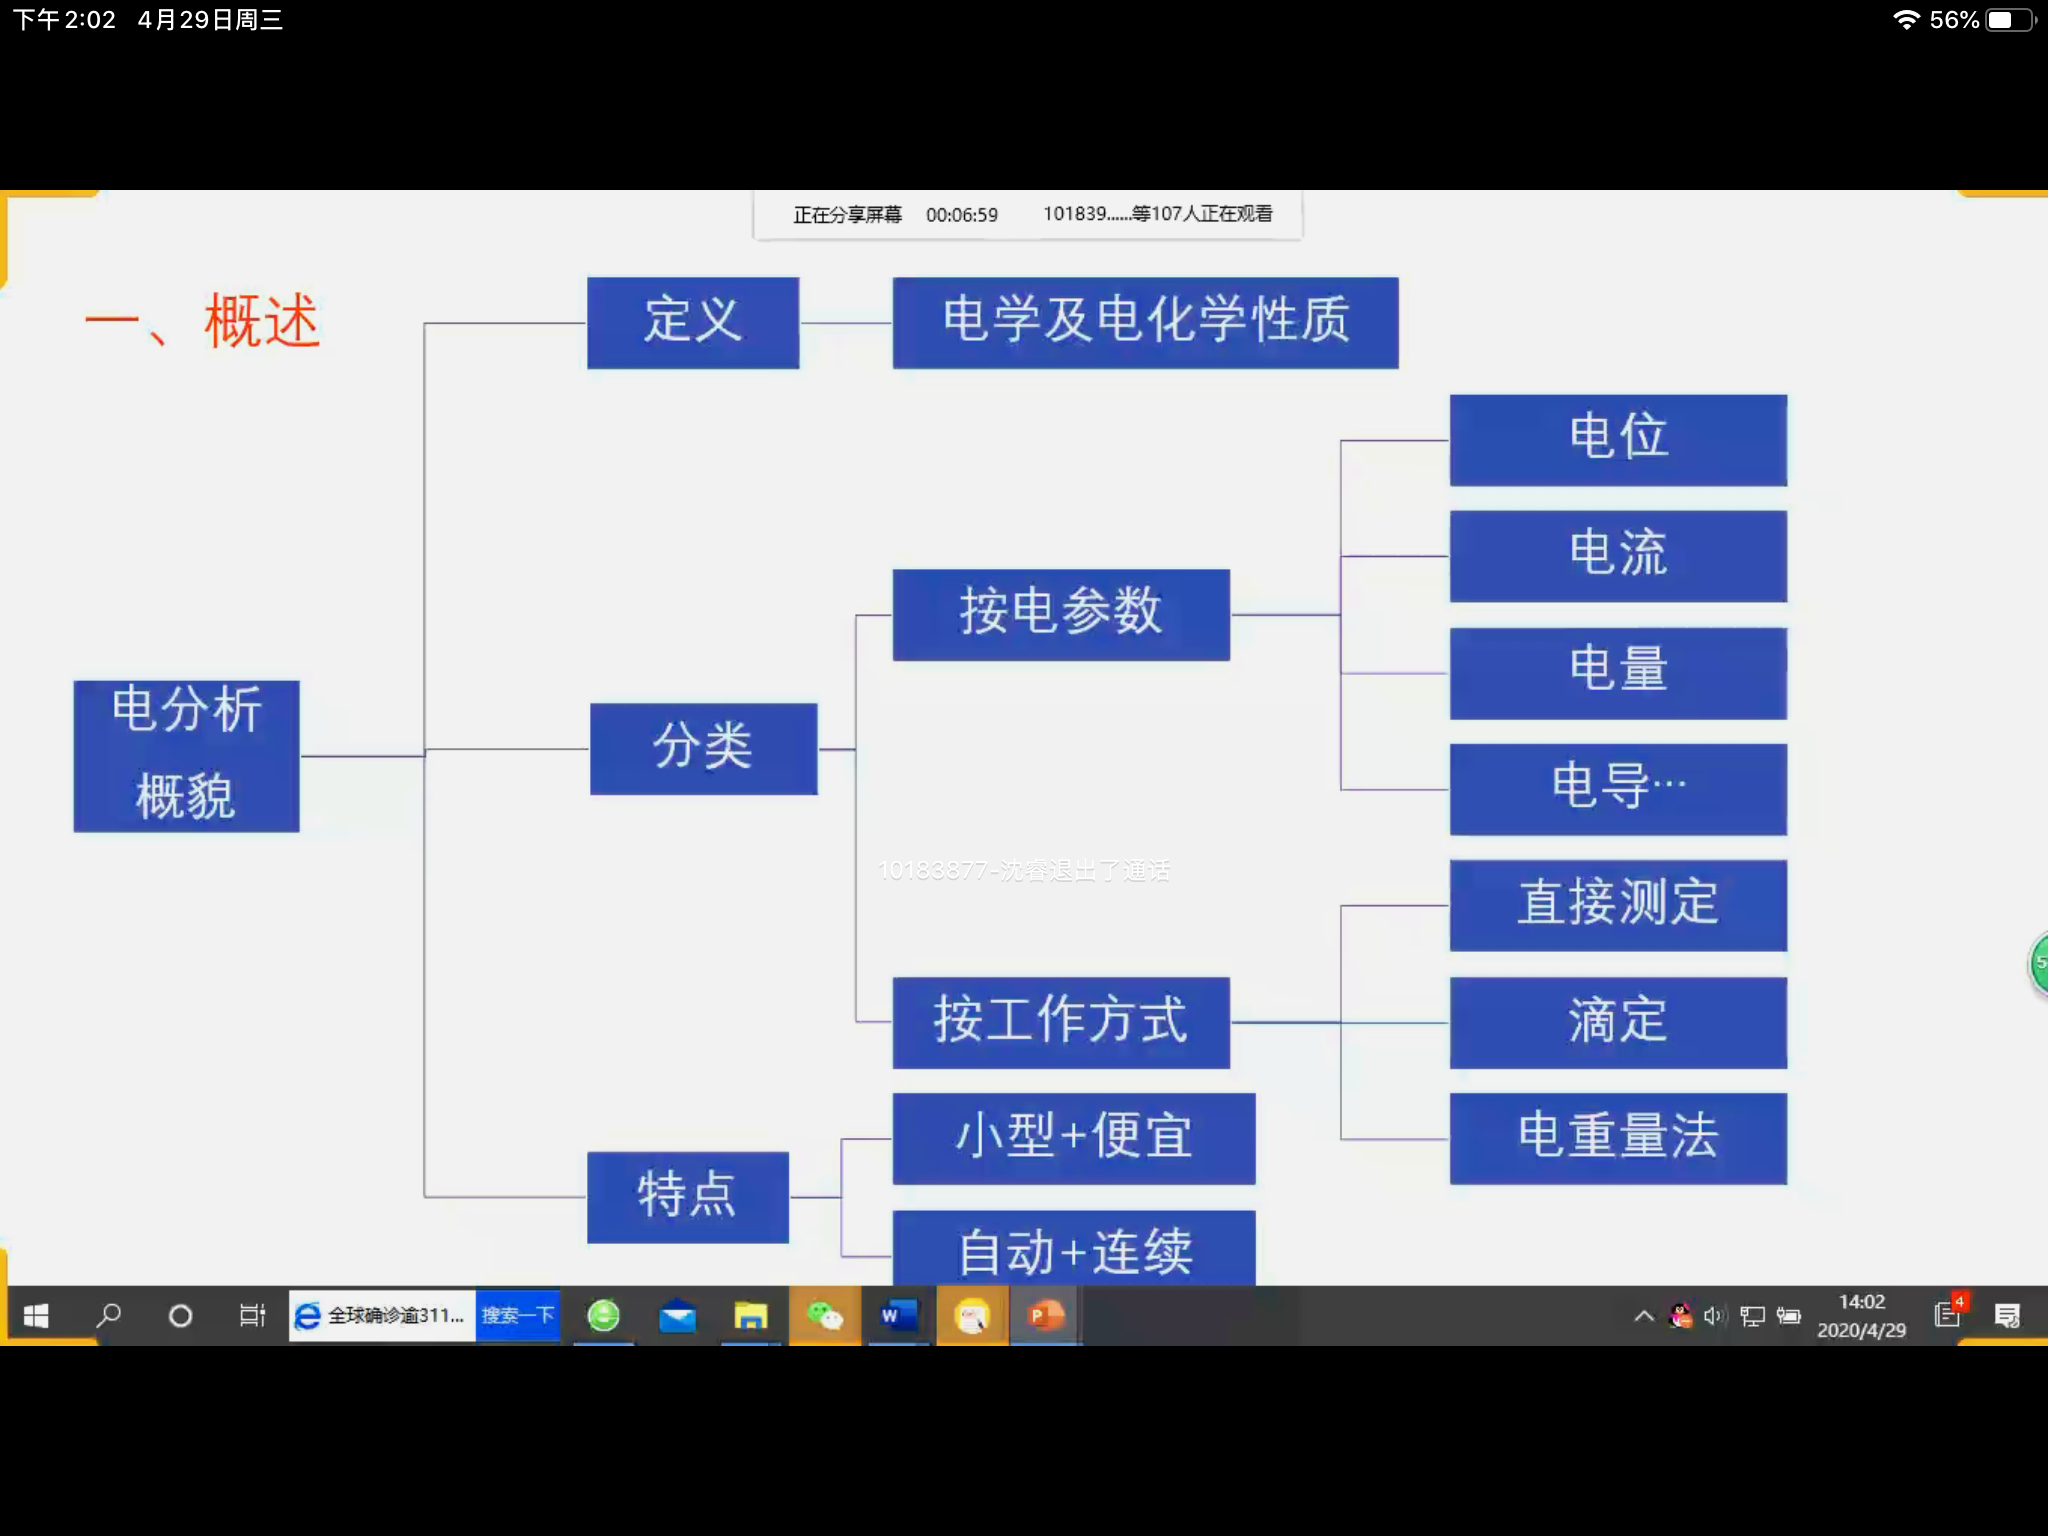 下午2:02 4月29日周三
56%
正在分享屏幕 00:06:59 101839......等107人正在观看
一、概述
定义
电学及电化学性质
电位
电流
按电参数
电量
电分析
概貌
分类
电导…
10183877-沈睿退出了通话
直接测定
按工作方式
滴定
小型+便宜
电重量法
特点
自动+连续
全球确诊逾311...
搜索一下
14:02
2020/4/29
4